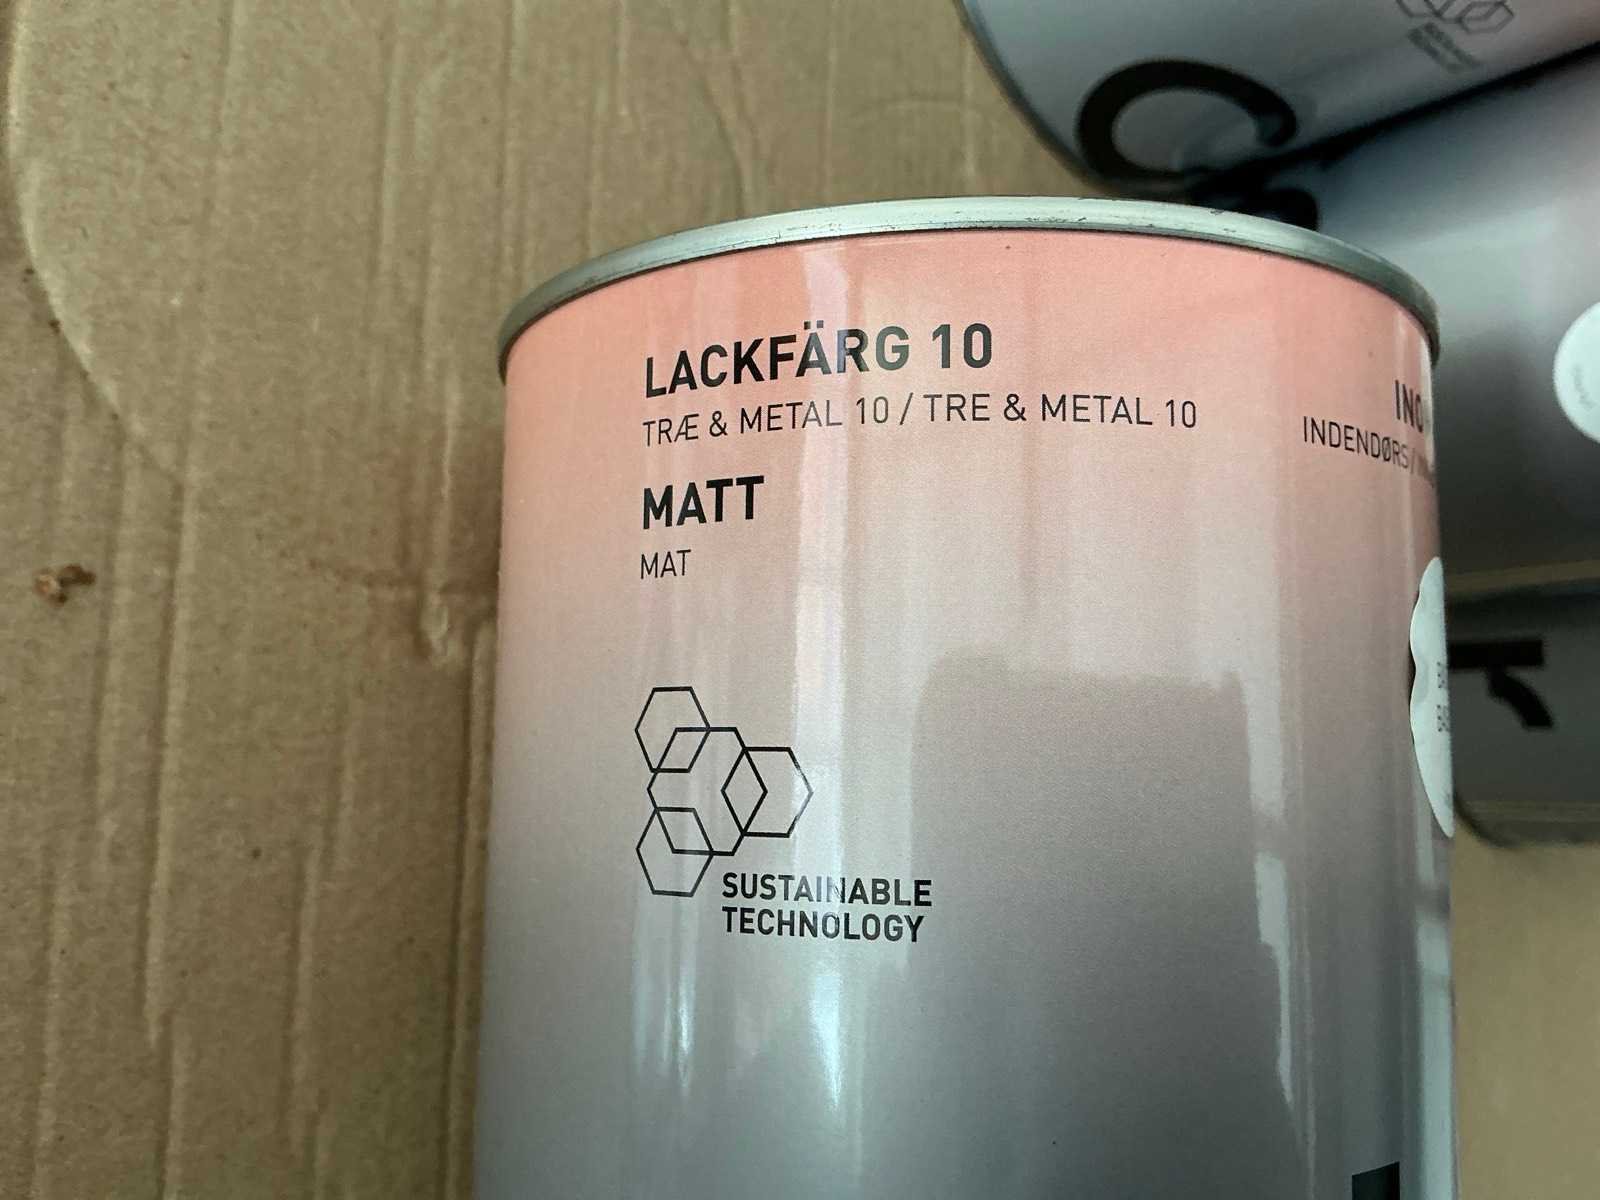 LACKFÄRG 10
TRÆ & METAL 10 / TRE & METAL 10
MATT
MAT
INDENDØRS /
SUSTAINABLE
TECHNOLOGY